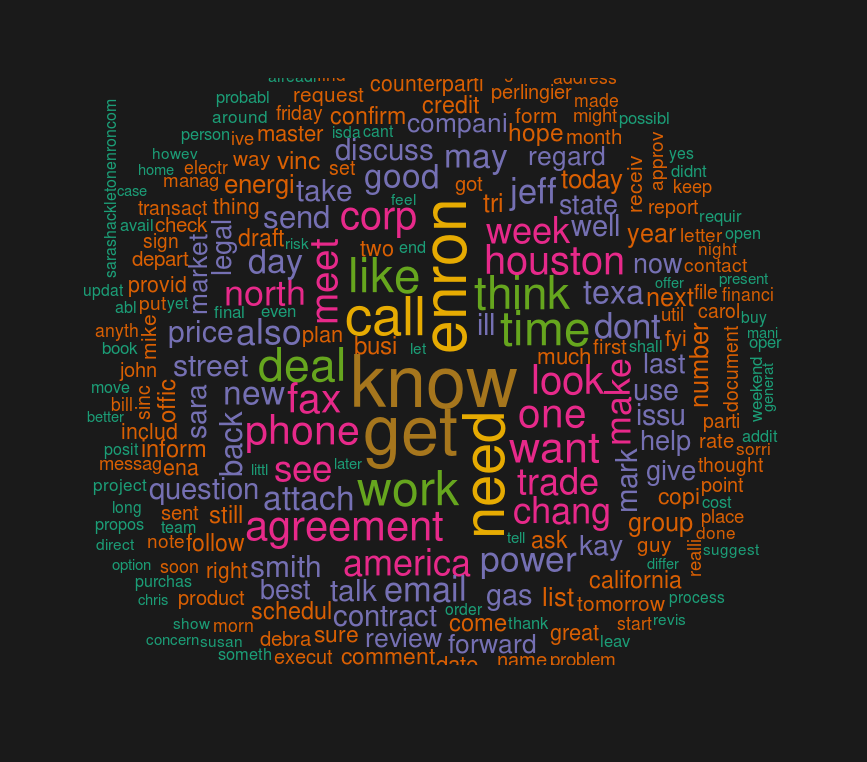 counterparti
address
probabl
request
perlingier
made
around
friday
confirm
credit
form
might
possibl
person
ive
master
isda
cant
compani
hope
month
howev
way
vinc
discuss
may
regard
receiv
approv
yes
home
electr
set
good
got
jeff
today
didnt
case
manag
energi
take
feel
tri
state
keep
transact
thing
send
corp
enron
week
well
year
report
requir
sarashackletonenroncom
avail
check
legal
draft
risk
meet
two
end
houston
now
letter
open
sign
market
day
like
think
texa
contact
night
depart
provid
north
call
ill
time
dont
next
file
offer
present
financi
updat
abl
put
yet
final
even
util
carol
buy
anyth
mike
price
also
plan
busi
let
much
first
shall
fyi
number
document
mani
oper
book
john
street
deal
know
look
make
last
weekend
generat
move
bill
sinc
offic
sara
new
fax
get
need
one
use
issu
parti
better
includ
back
phone
want
help
rate
addit
posit
inform
see
later
mark
give
thought
sorri
messag
ena
littl
work
trade
copi
point
project
question
attach
chang
cost
long
sent
still
agreement
group
place
propos
team
tell
ask
kay
guy
realli
done
direct
note
follow
america
power
differ
suggest
option
soon
right
smith
california
purchas
best
talk
email
gas
list
tomorrow
process
chris
product
schedul
contract
order
come
thank
start
revis
show
morn
debra
sure
review
forward
great
leav
concern
susan
someth
execut
comment
date
name
problem